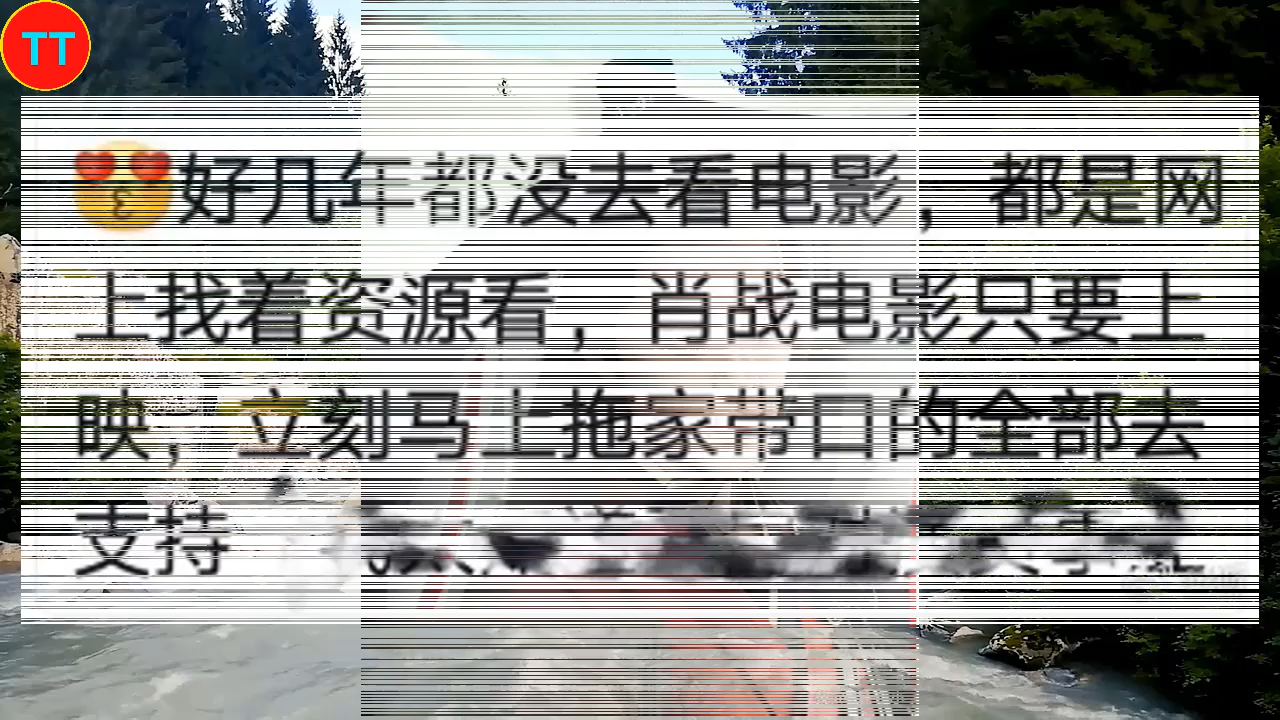 TT
😍好几年都没去看电影，都是网
上找着资源看，肖战电影只要上
映，立刻马上拖家带口的全部去
支持